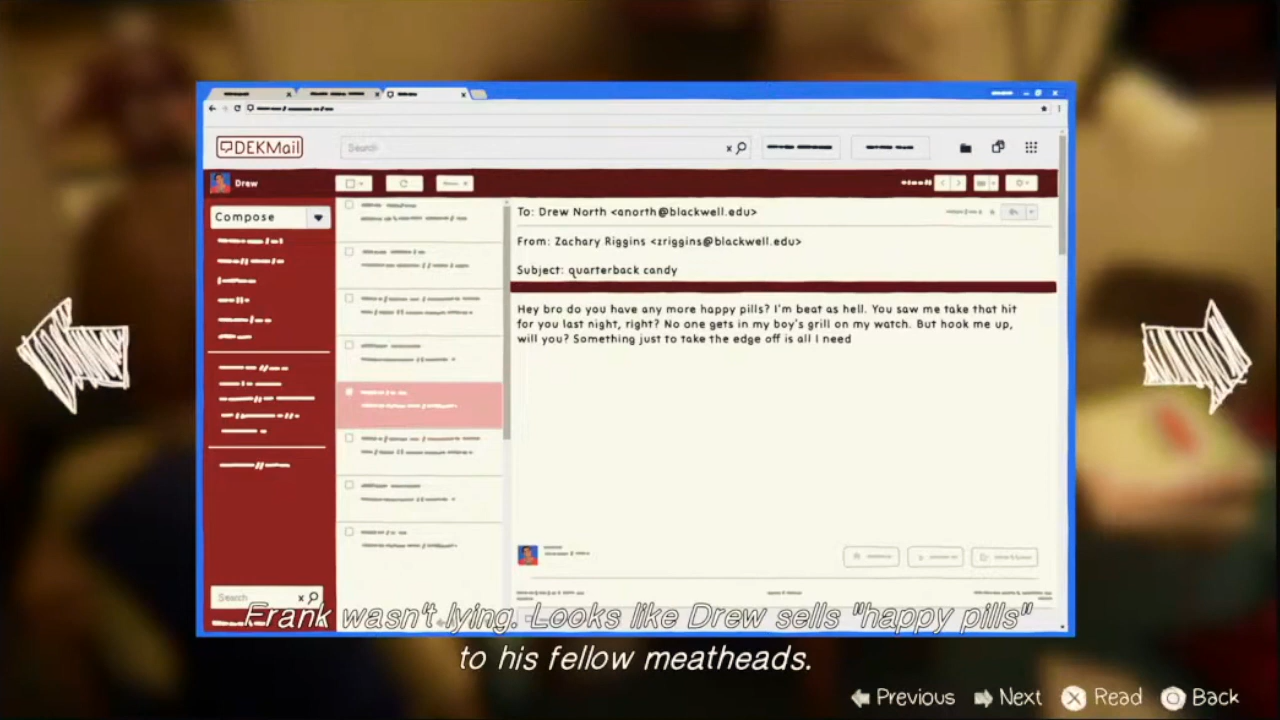 DEKMail
Search
Drew
Compose
To: Drew North <anorth@blackwell.edu>
From: Zachary Riggins <zriggins@blackwell.edu>
Subject: quarterback candy
Hey bro do you have any more happy pills? I'm beat as hell. You saw me take that hit
for you last night, right? No one gets in my boy's grill on my watch. But hook me up,
will you? Something just to take the edge off is all I need
Search
Frank wasn't lying. Looks like Drew sells "happy pills"
to his fellow meatheads.
Previous Next Read Back